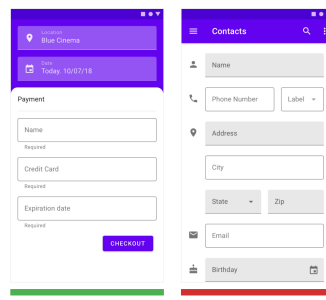 Location
Blue Cinema
Date
Today. 10/07/18
Payment
Name
Required
Credit Card
Required
Expiration date
Required
CHECKOUT
Contacts
Name
Phone Number
Label
Address
City
State
Zip
Email
Birthday